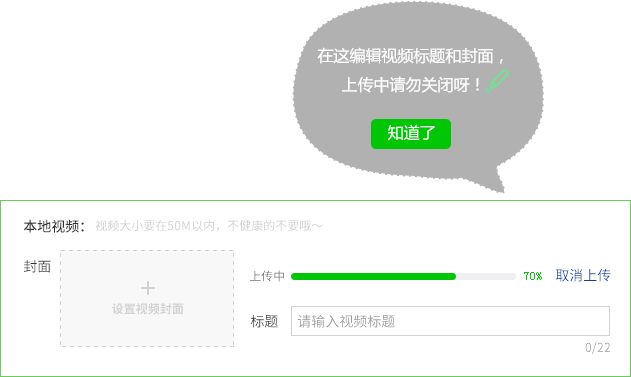 在这编辑视频标题和封面，
上传中请勿关闭呀！
知道了
本地视频： 视频大小要在50M以内，不健康的不要哦～
封面
设置视频封面
上传中 70% 取消上传
标题 请输入视频标题
0/22